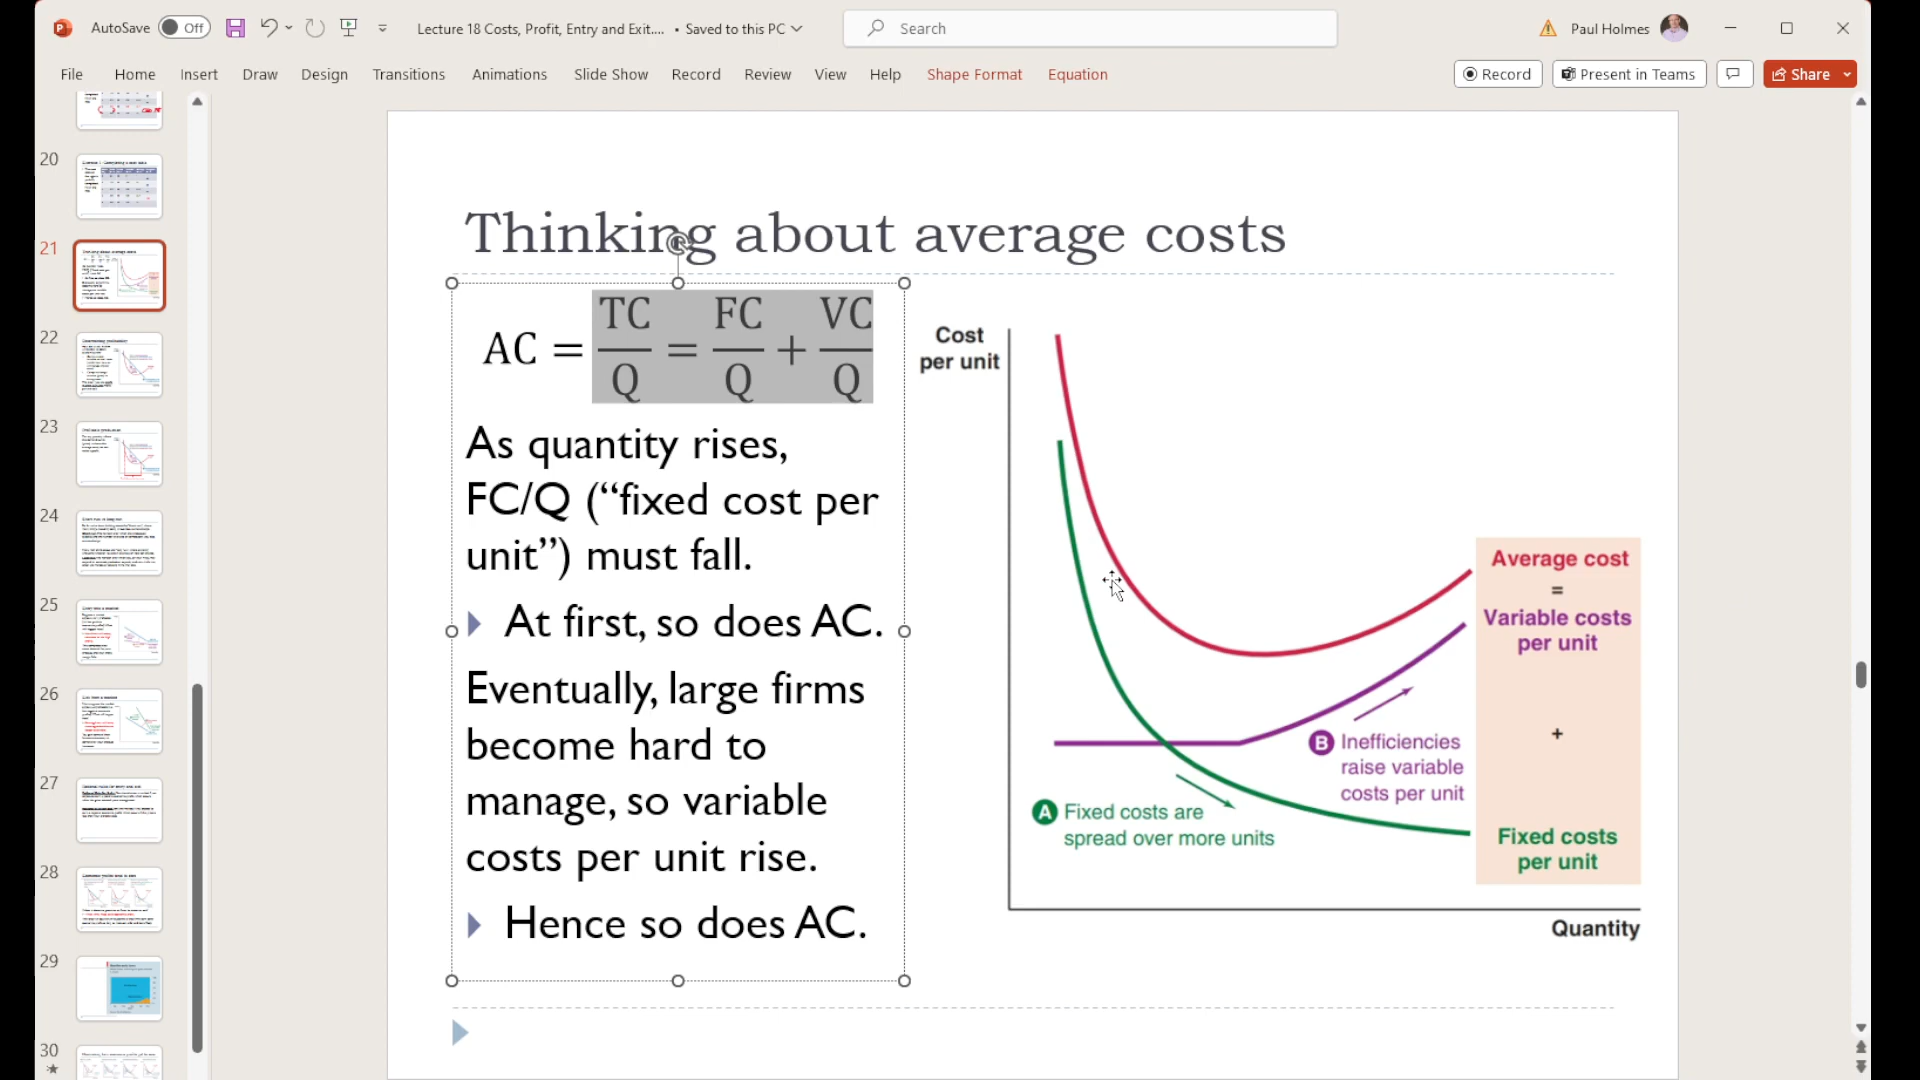 AutoSave Off Lecture 18 Costs, Profit, Entry and Exit.... • Saved to this PC Search Paul Holmes
File Home Insert Draw Design Transitions Animations Slide Show Record Review View Help Shape Format Equation Record Present in Teams Share
20
21
22
23
24
25
26
27
28
29
30
Thinking about average costs
AC = TC/Q = FC/Q + VC/Q
As quantity rises,
FC/Q (“fixed cost per
unit”) must fall.
At first, so does AC.
Eventually, large firms
become hard to
manage, so variable
costs per unit rise.
Hence so does AC.
Cost
per unit
Average cost
=
Variable costs
per unit
+
Fixed costs
per unit
B Inefficiencies
raise variable
costs per unit
A Fixed costs are
spread over more units
Quantity